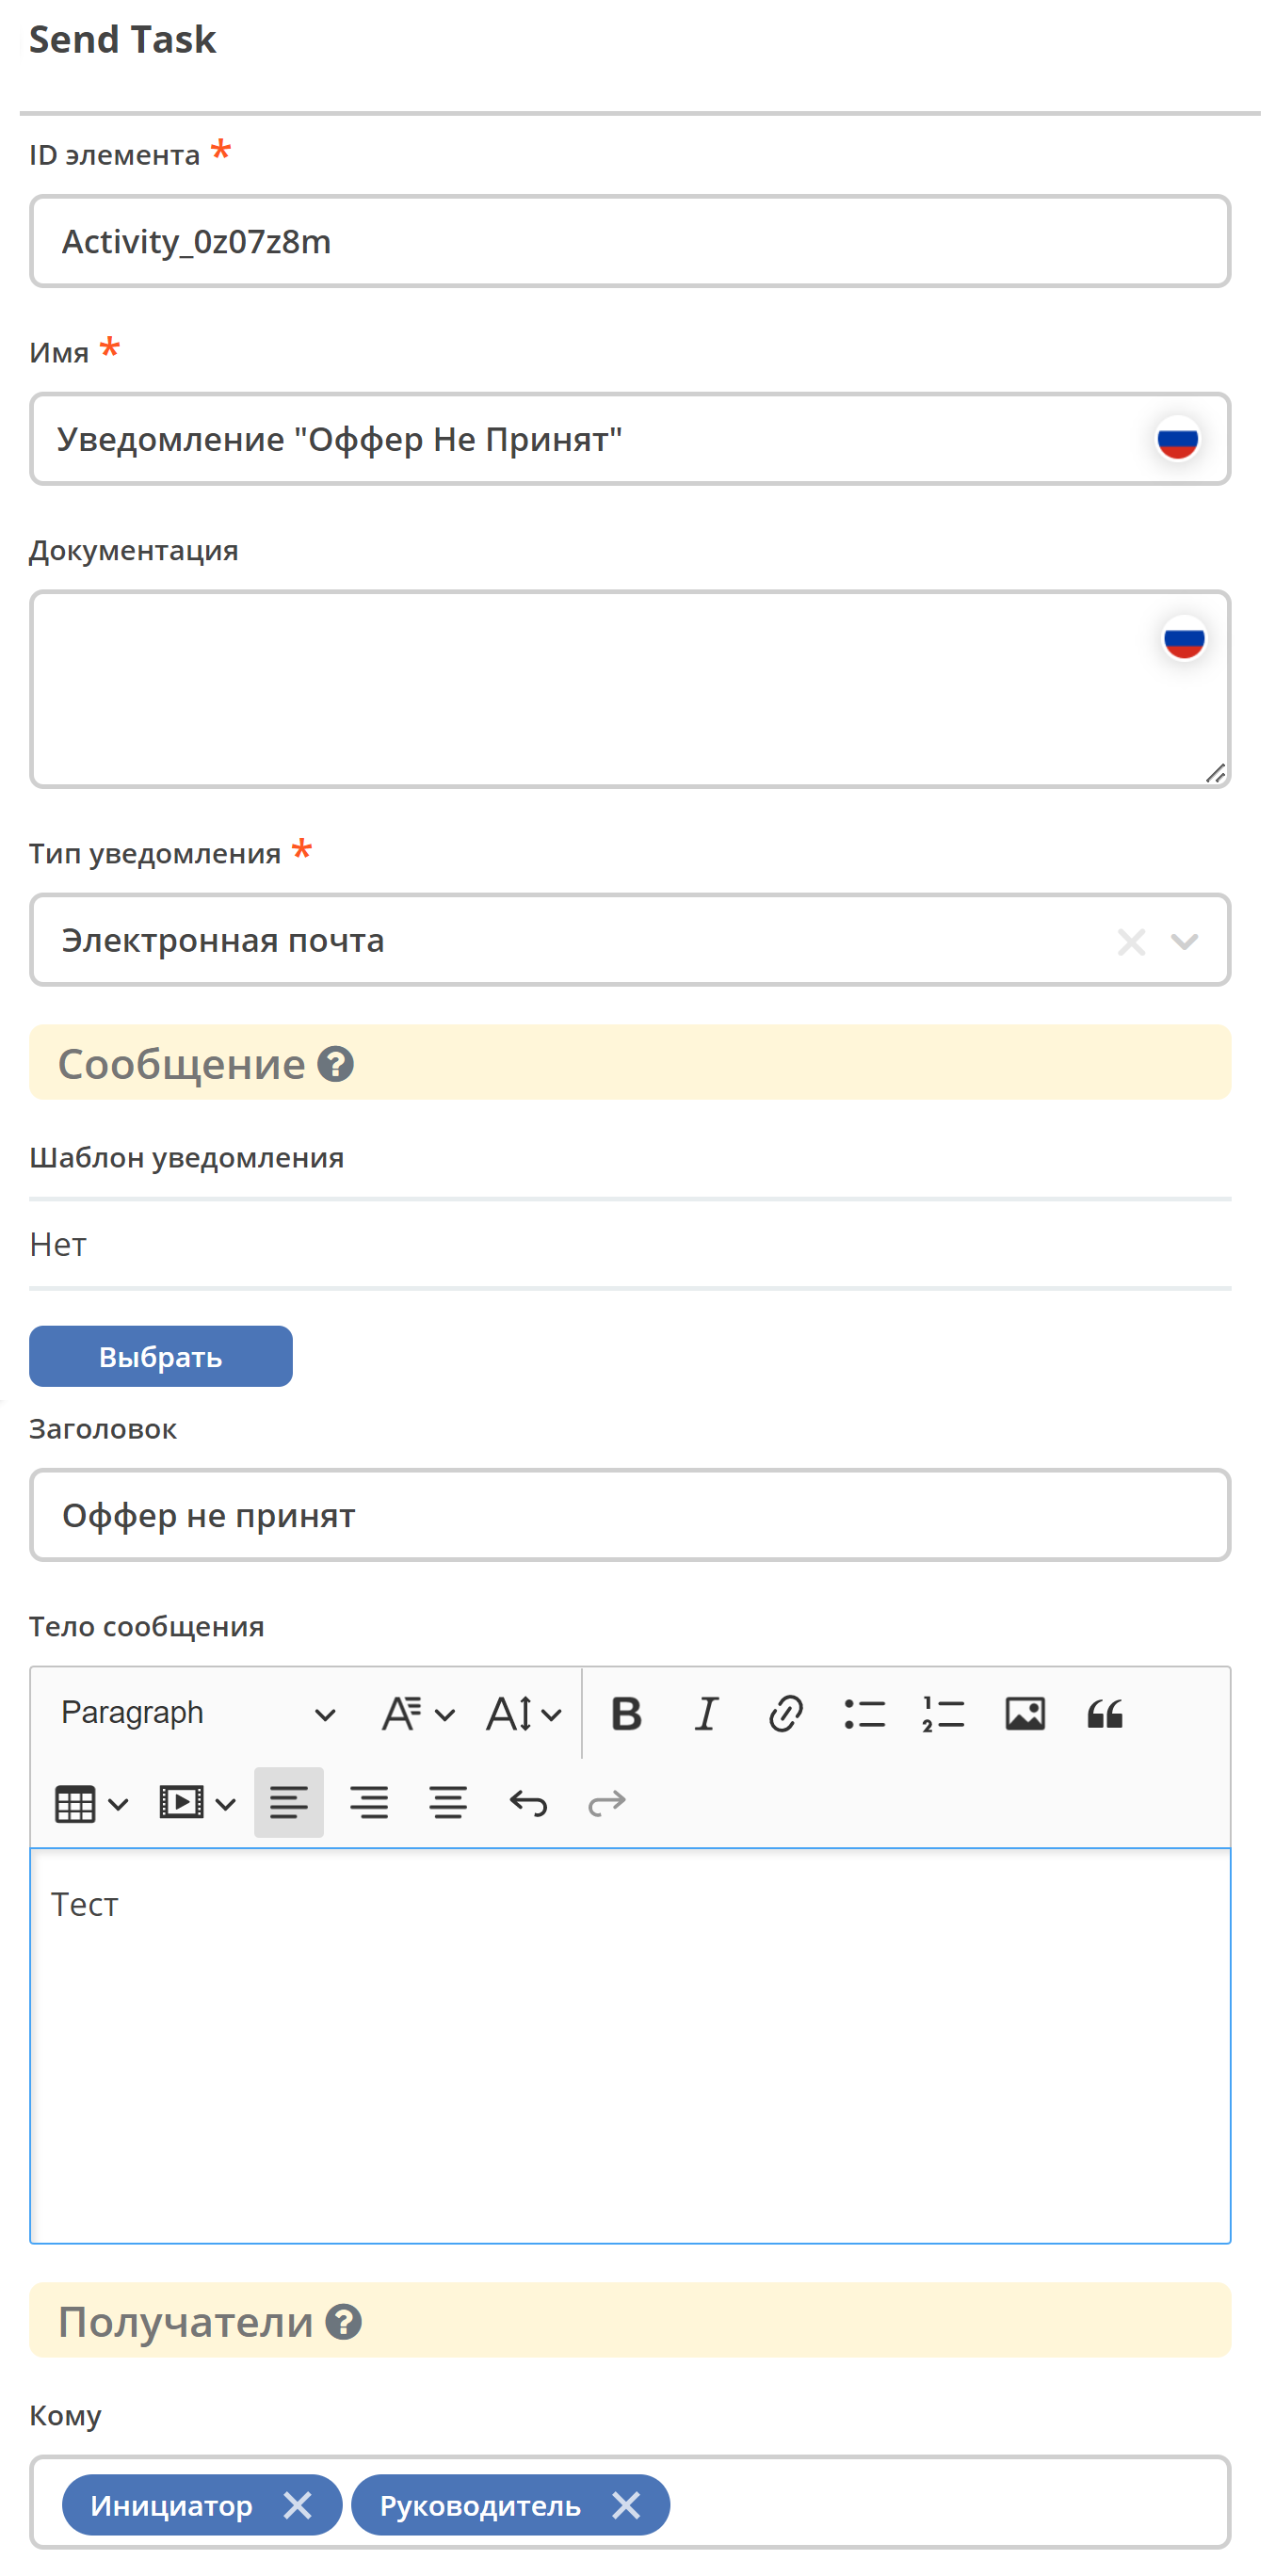 Send Task
ID элемента *
Activity_0z07z8m
Имя *
Уведомление "Оффер Не Принят"
Документация
Тип уведомления *
Электронная почта
Сообщение ?
Шаблон уведомления
Нет
Выбрать
Заголовок
Оффер не принят
Тело сообщения
Paragraph
Тест
Получатели ?
Кому
Инициатор Руководитель